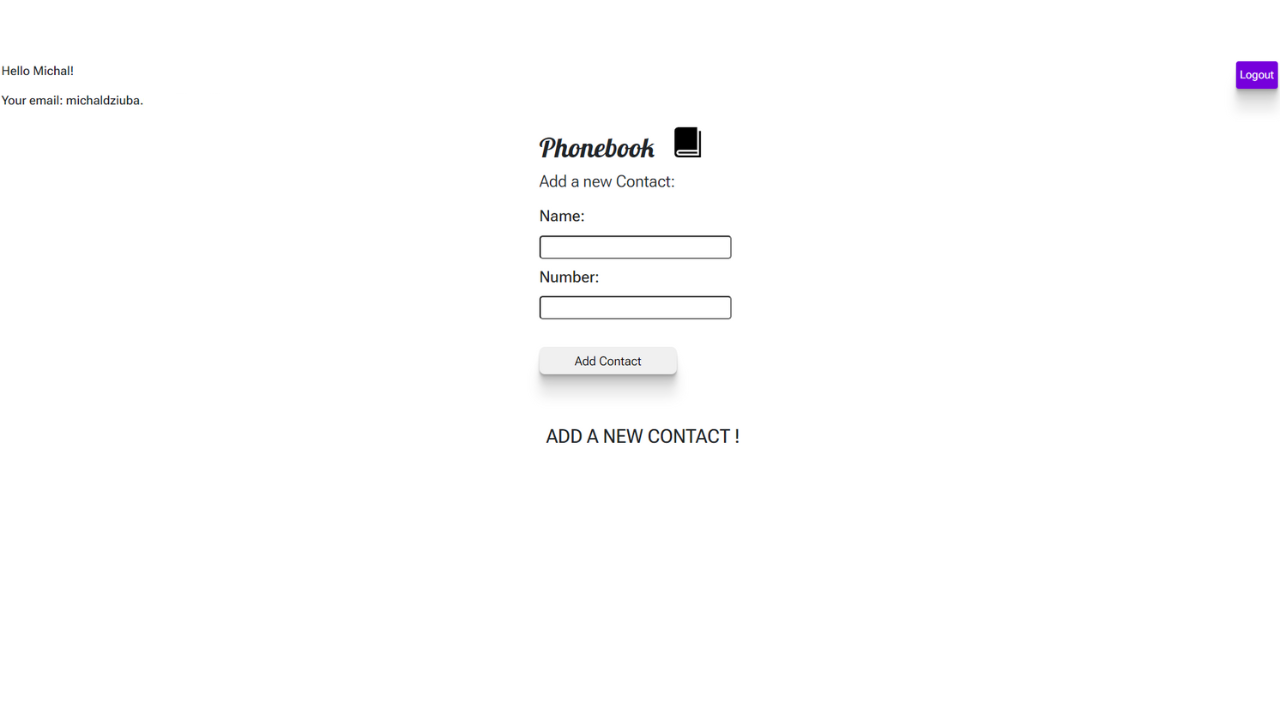 Hello Michal!
Logout
Your email: michaldziuba.
Phonebook
Add a new Contact:
Name:
Number:
Add Contact
ADD A NEW CONTACT !